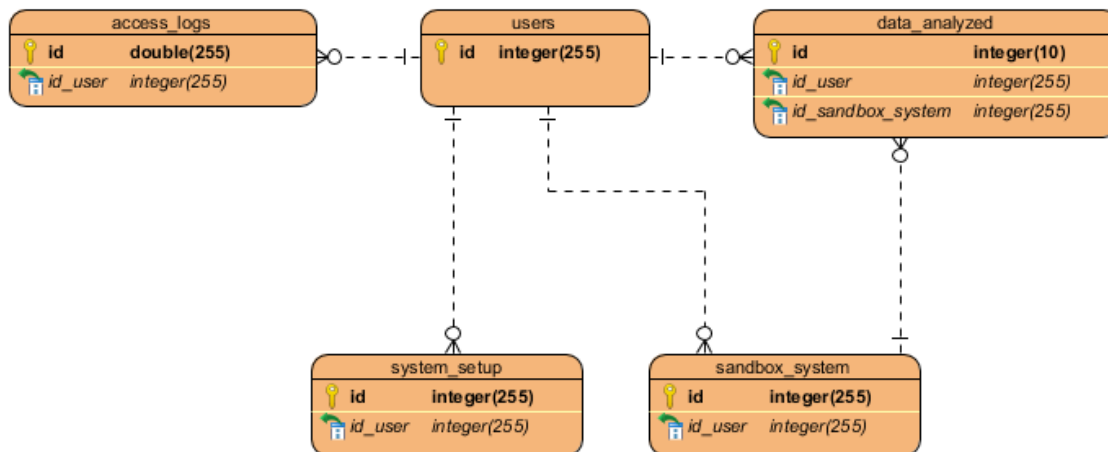 access_logs
id double(255)
id_user integer(255)
users
id integer(255)
data_analyzed
id integer(10)
id_user integer(255)
id_sandbox_system integer(255)
system_setup
id integer(255)
id_user integer(255)
sandbox_system
id integer(255)
id_user integer(255)